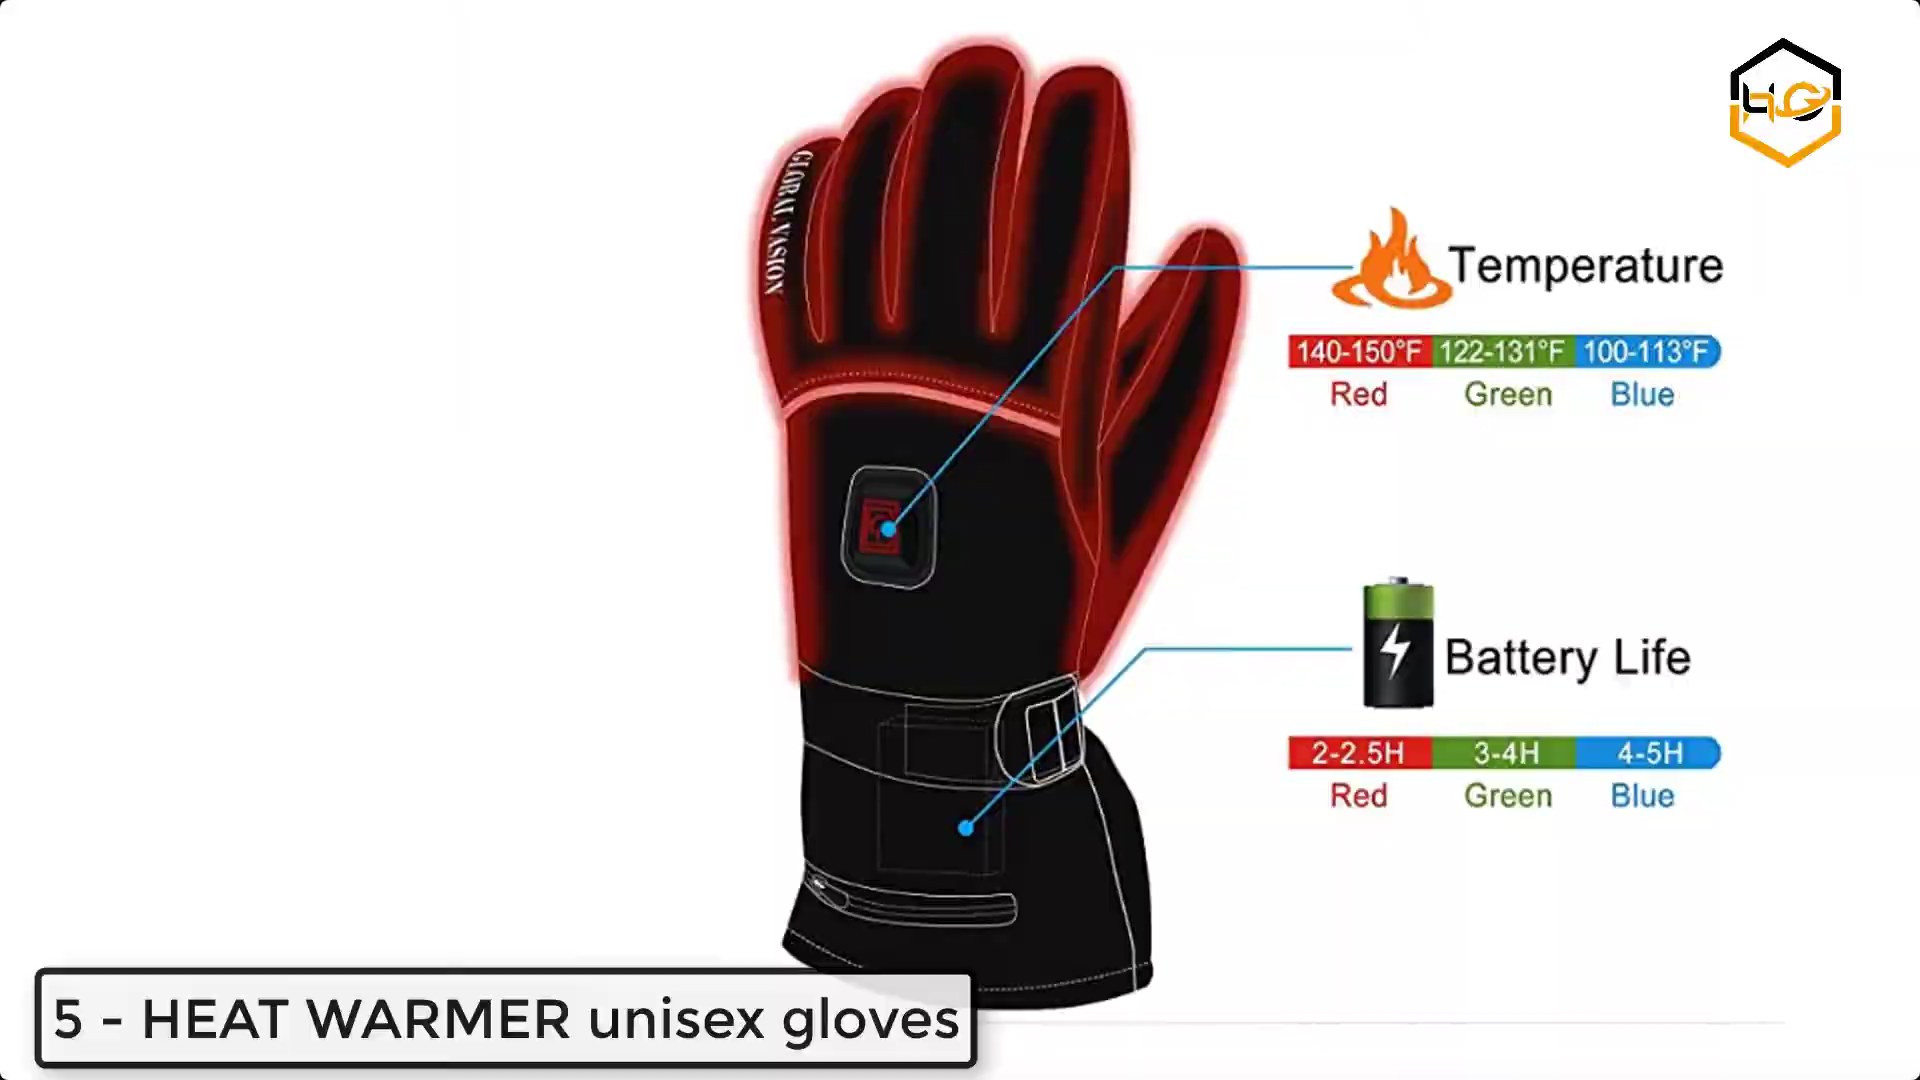 GLOBAL VASION
HG
Temperature
140-150°F 122-131°F 100-113°F
Red Green Blue
Battery Life
2-2.5H 3-4H 4-5H
Red Green Blue
5 - HEAT WARMER unisex gloves